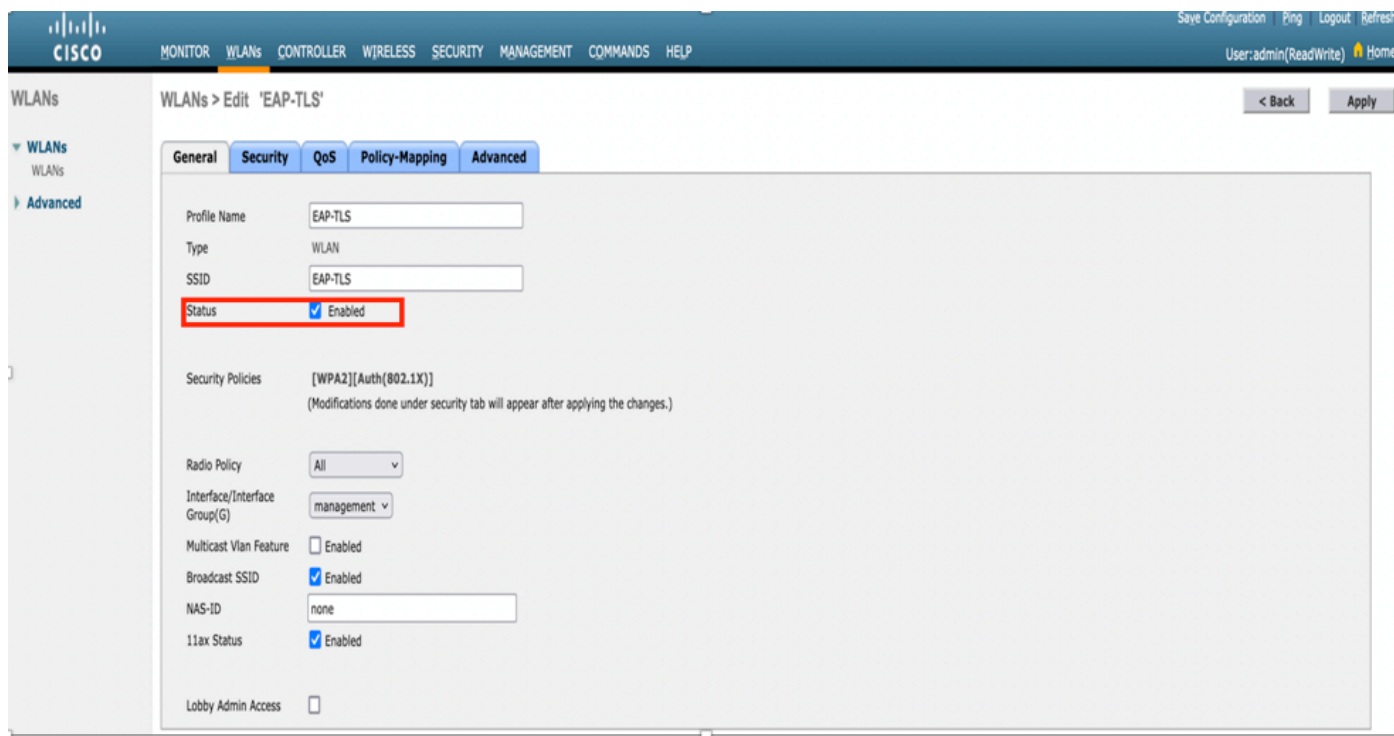 Save Configuration Ping Logout Refresh
CISCO MONITOR WLANs CONTROLLER WIRELESS SECURITY MANAGEMENT COMMANDS HELP User:admin(ReadWrite) Home
WLANs
WLANs > Edit 'EAP-TLS' < Back Apply
WLANs
WLANs
Advanced
General Security QoS Policy-Mapping Advanced
Profile Name EAP-TLS
Type WLAN
SSID EAP-TLS
Status Enabled
Security Policies [WPA2][Auth(802.1X)]
(Modifications done under security tab will appear after applying the changes.)
Radio Policy All
Interface/Interface
Group(G) management
Multicast Vlan Feature Enabled
Broadcast SSID Enabled
NAS-ID none
11ax Status Enabled
Lobby Admin Access